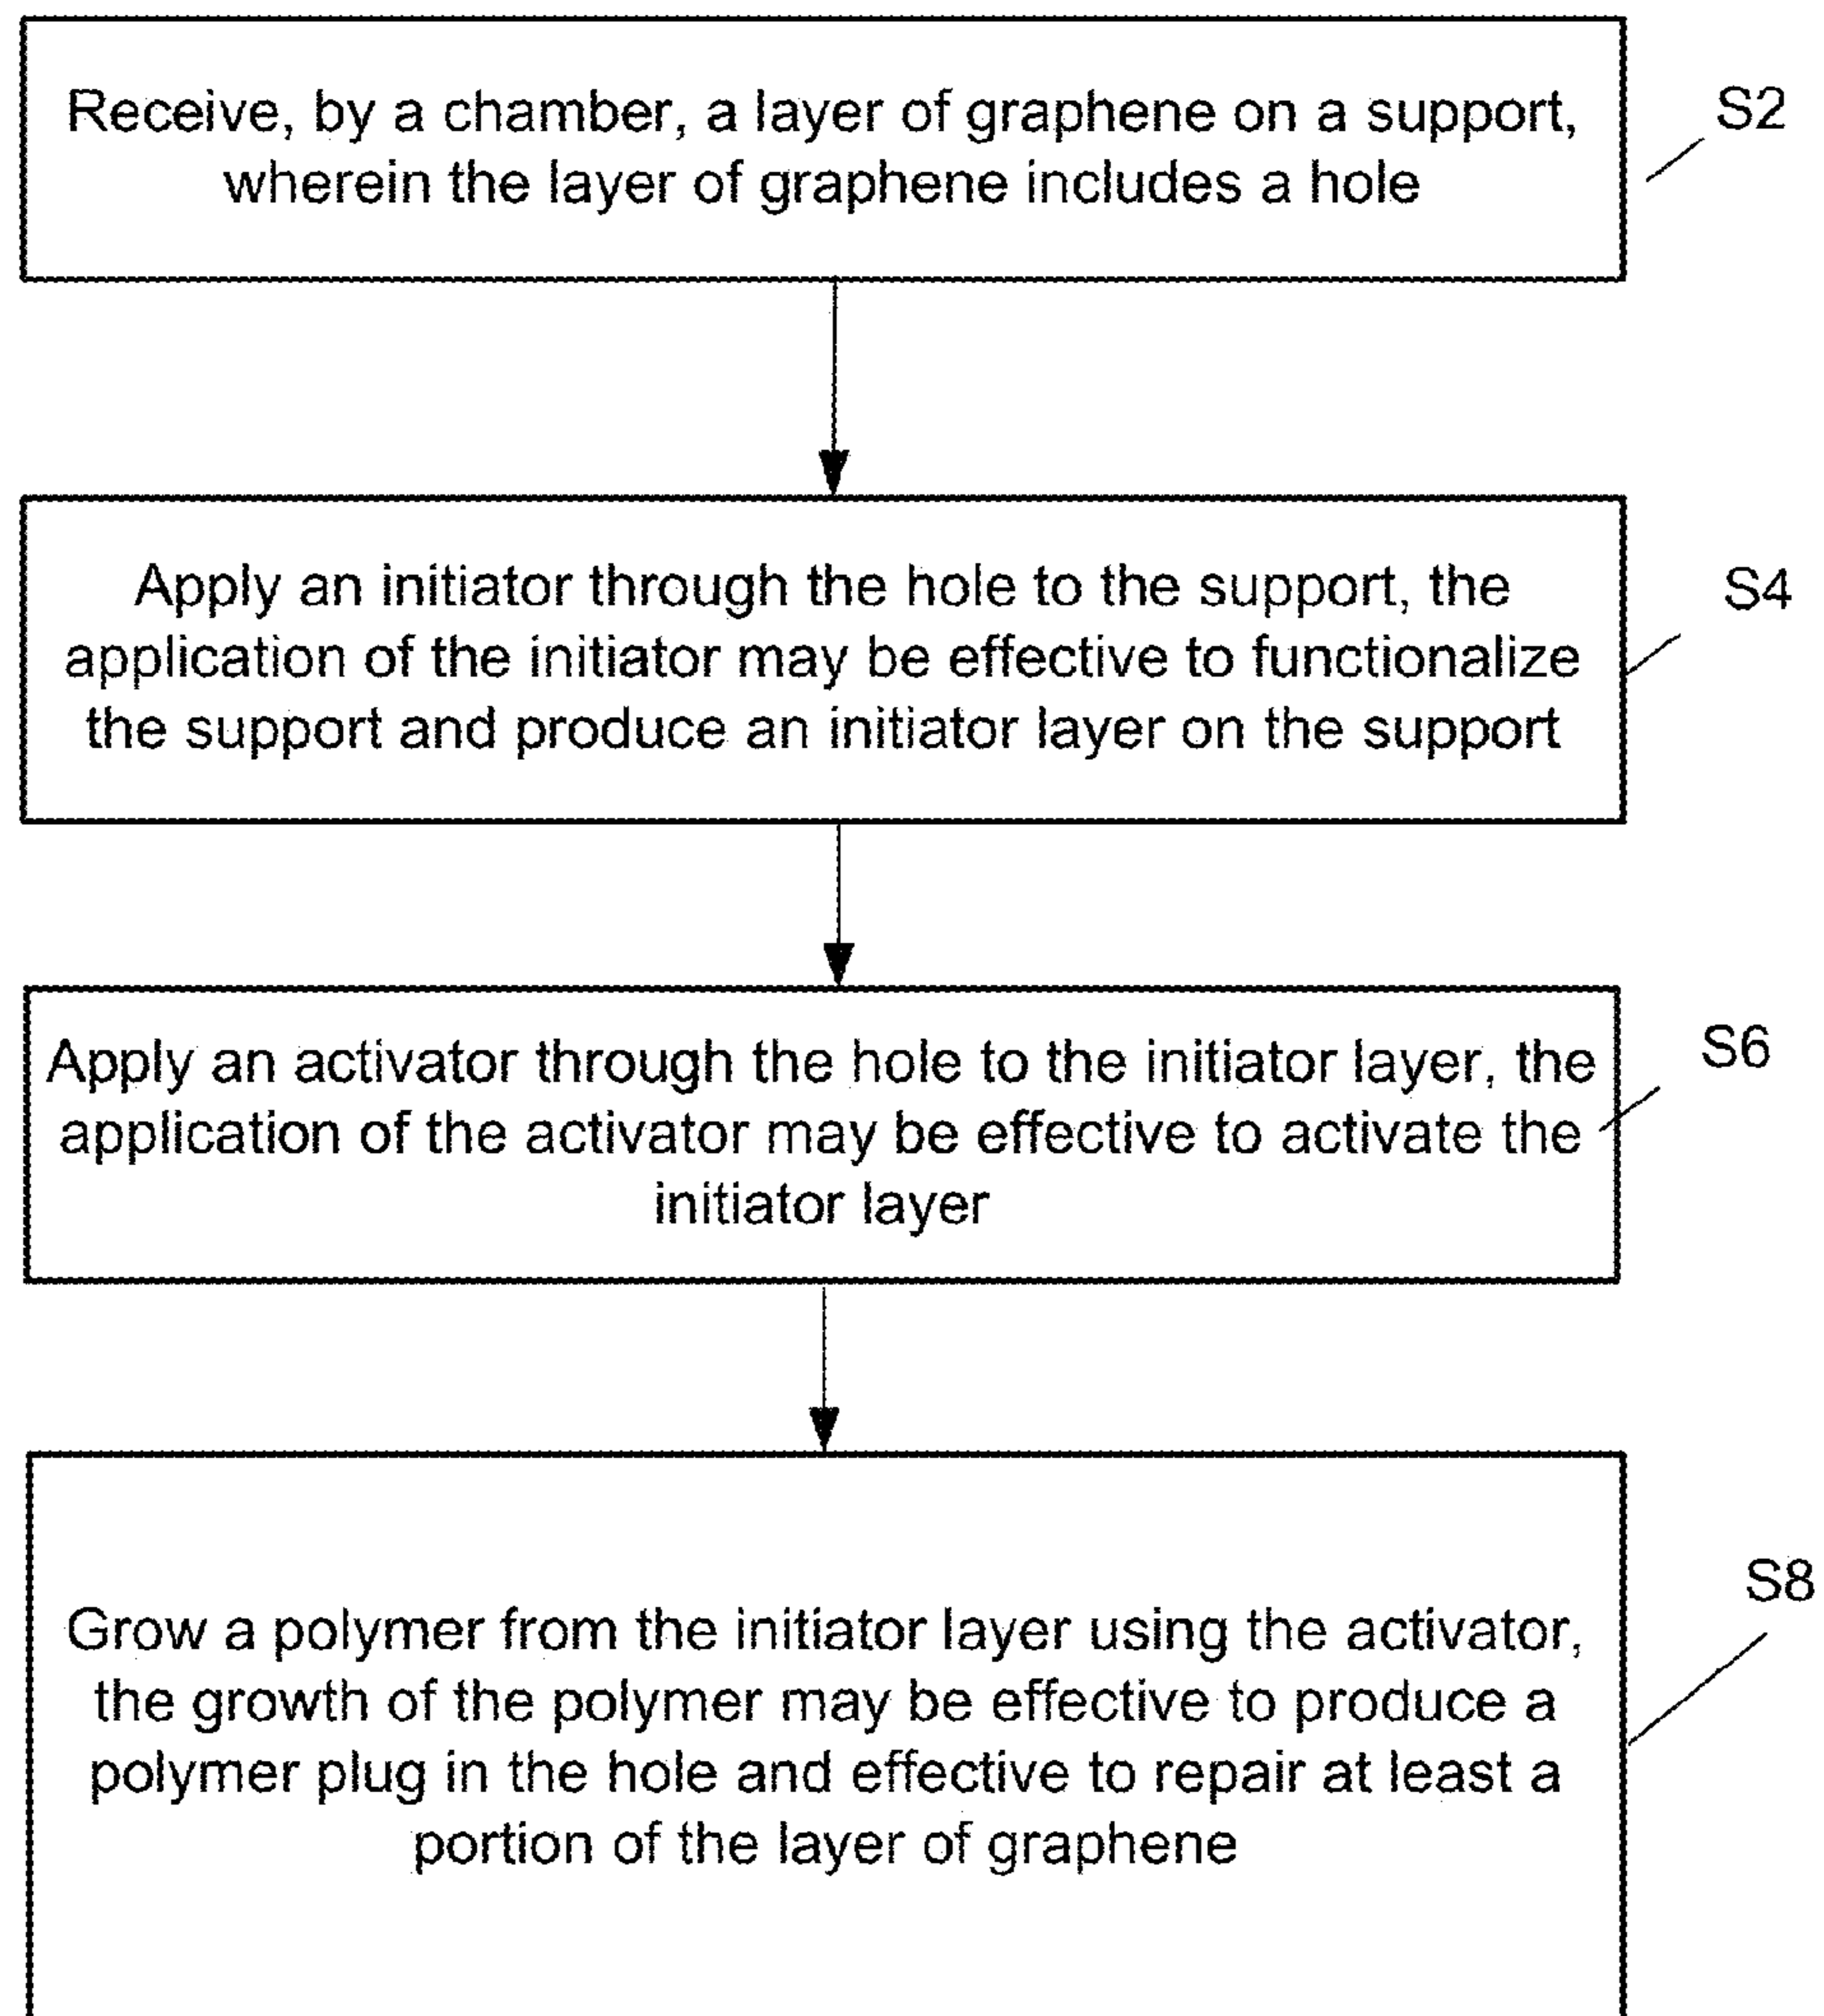 Receive, by a chamber, a layer of graphene on a support,
wherein the layer of graphene includes a hole
S2
Apply an initiator through the hole to the support, the
application of the initiator may be effective to functionalize
the support and produce an initiator layer on the support
S4
Apply an activator through the hole to the initiator layer, the
application of the activator may be effective to activate the
initiator layer
S6
Grow a polymer from the initiator layer using the activator,
the growth of the polymer may be effective to produce a
polymer plug in the hole and effective to repair at least a
portion of the layer of graphene
S8